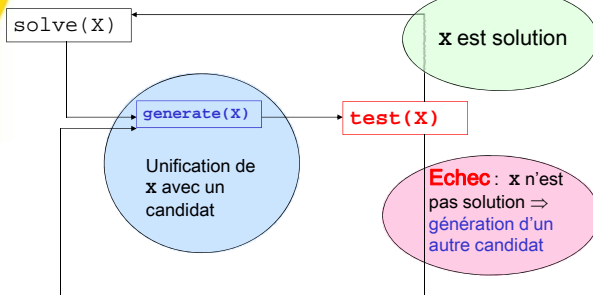 solve(X)
x est solution
generate(X)
test(X)
Unification de
x avec un
candidat
Echec : x n'est
pas solution ⇒
génération d'un
autre candidat